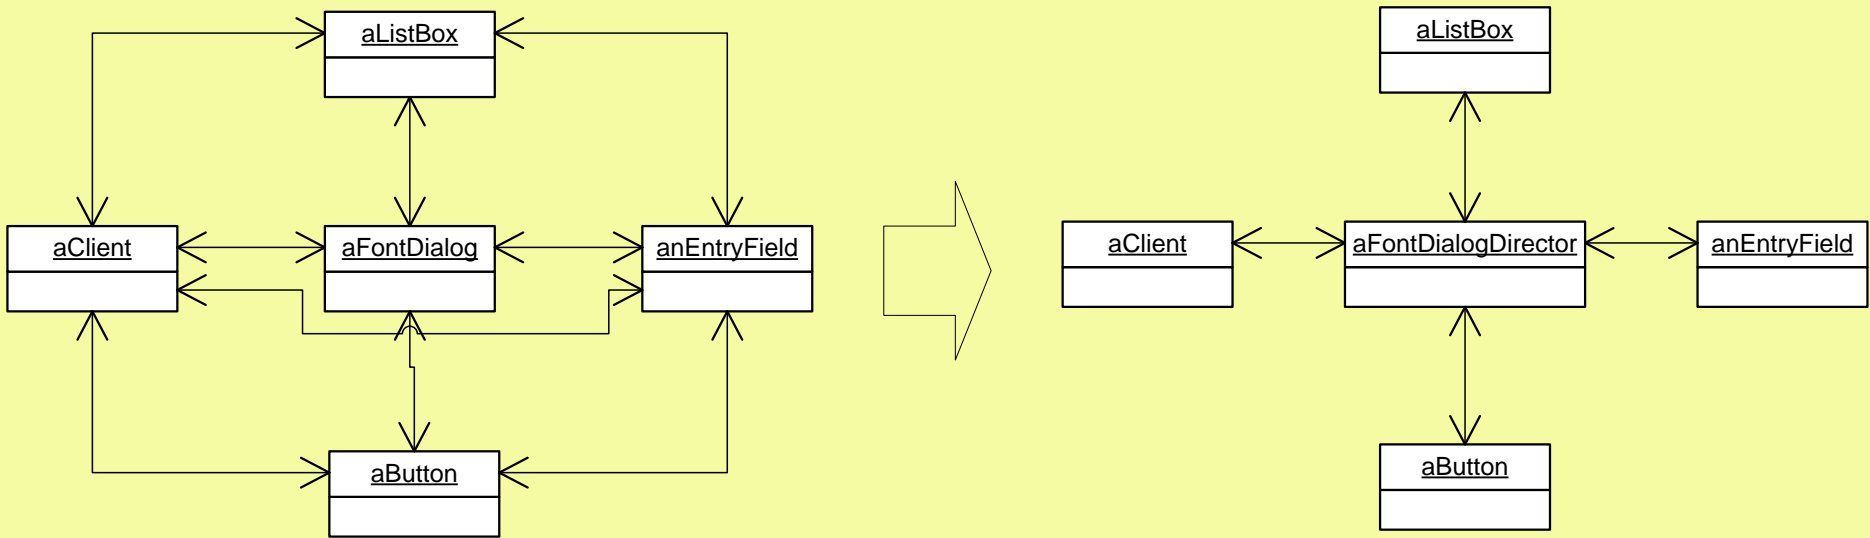 aListBox
aClient
aFontDialog
anEntryField
aButton
aListBox
aClient
aFontDialogDirector
anEntryField
aButton